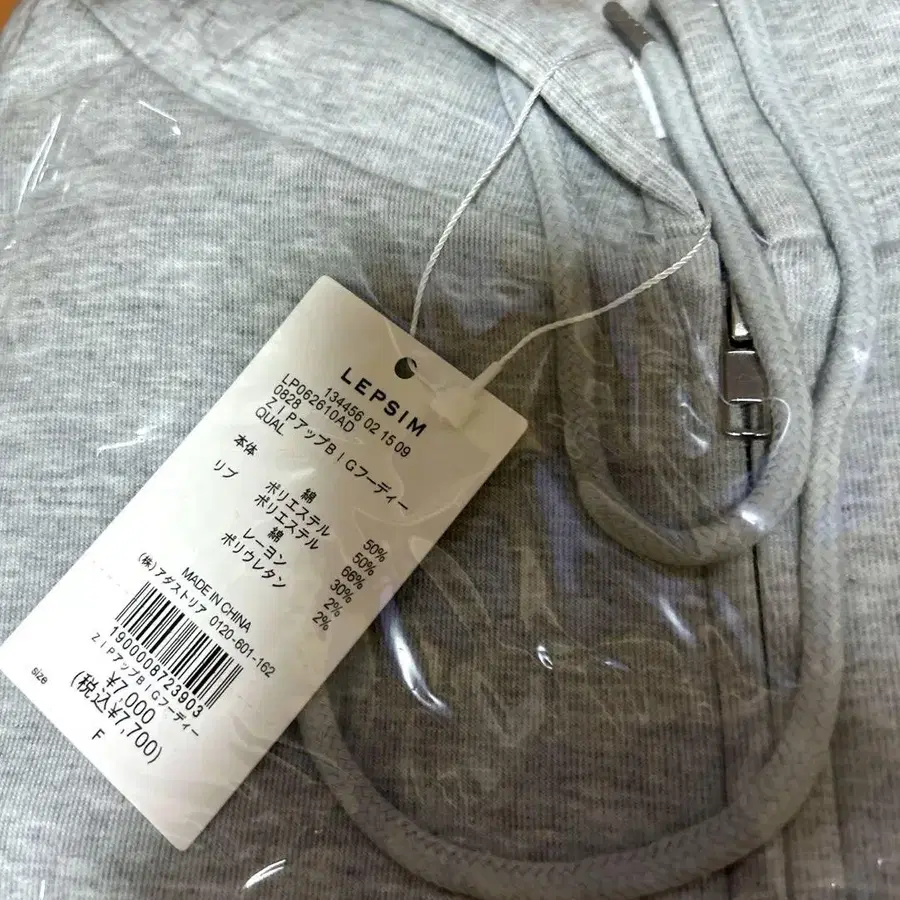 LEPSIM
134456 02 15 09
LP062610AD
0828
ZIPアップBIGフーディー
QUAL
本体 綿 50%
ポリエステル 50%
リブ ポリエステル 66%
綿 30%
レーヨン 2%
ポリウレタン 2%
MADE IN CHINA
(株)アダストリア 0120-601-162
1900008723903
ZIPアップBIGフーディー
¥7,000
(税込¥7,700)
size F